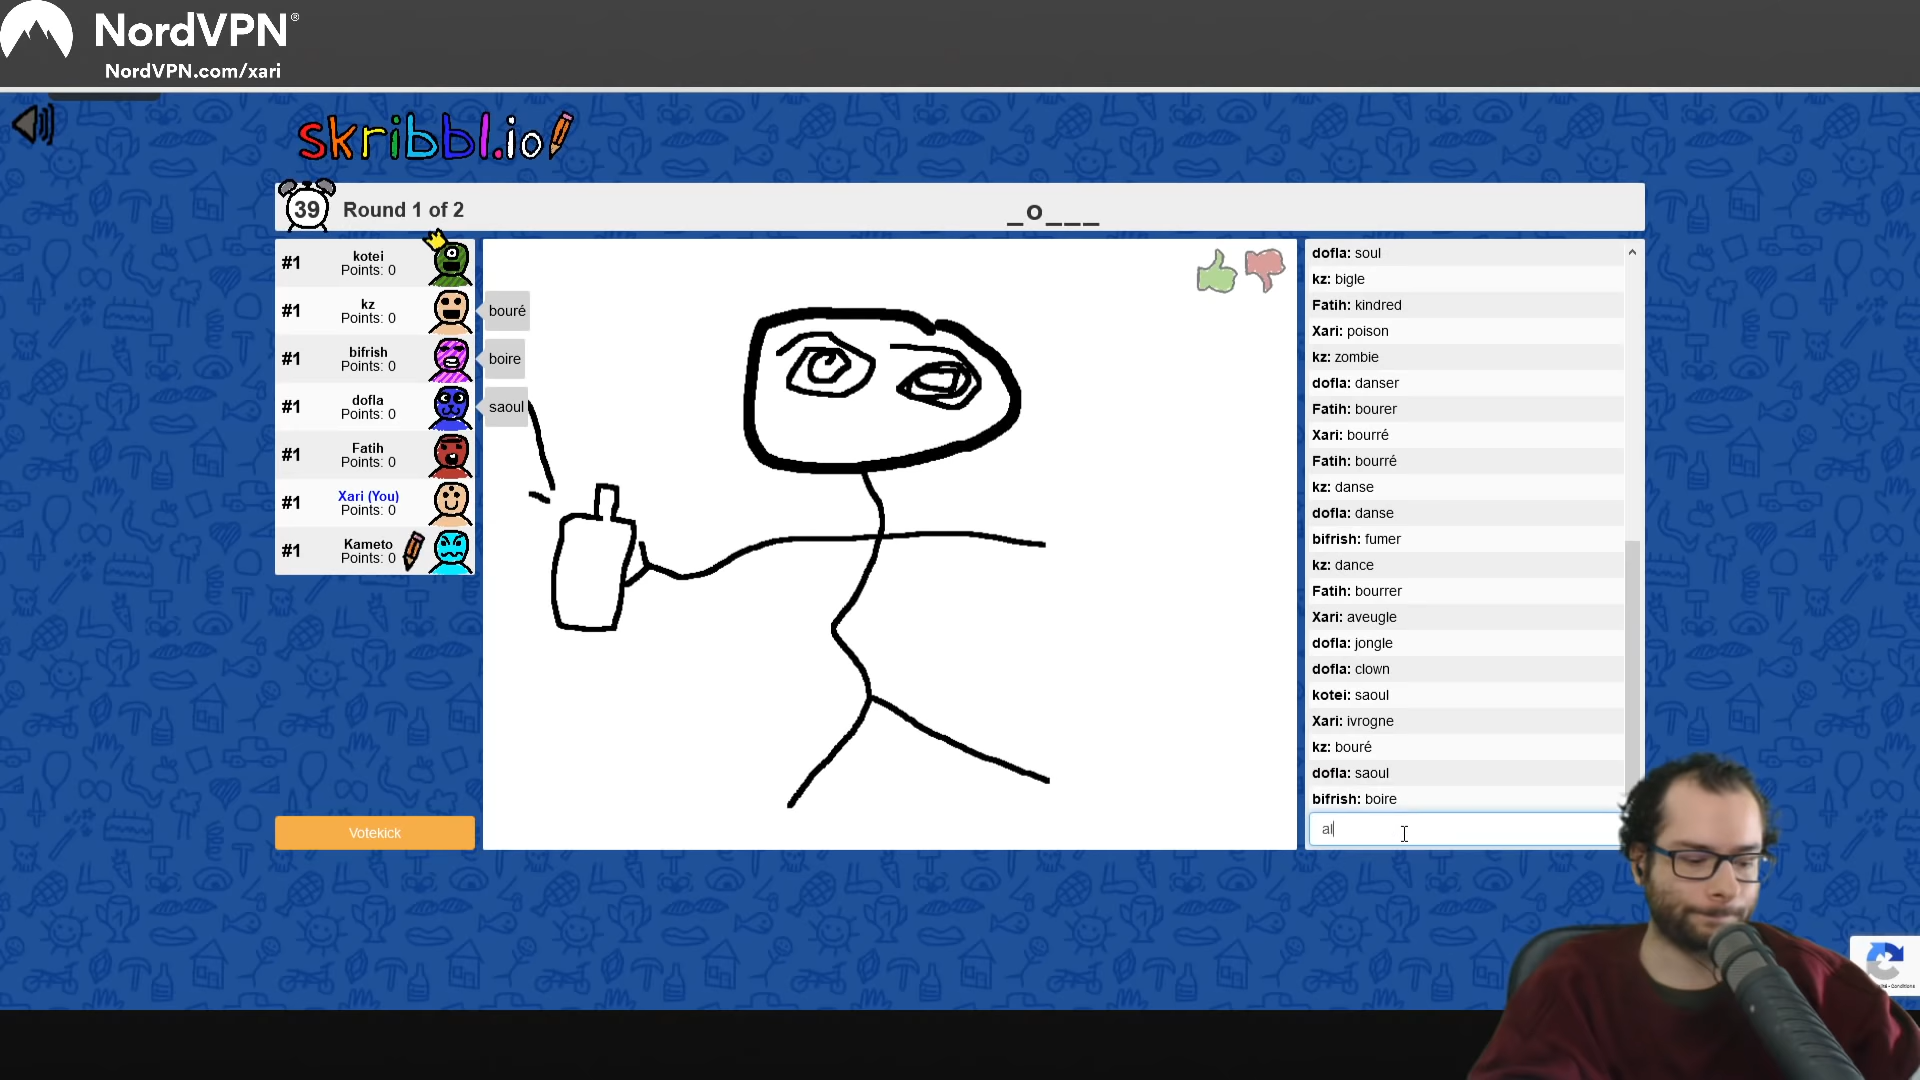 NordVPN®
NordVPN.com/xari
skribbl.io
39
Round 1 of 2
_o___
#1
kotei
Points: 0
#1
kz
Points: 0
bouré
#1
bifrish
Points: 0
boire
#1
dofla
Points: 0
saoul
#1
Fatih
Points: 0
#1
Xari (You)
Points: 0
#1
Kameto
Points: 0
Votekick
dofla: soul
kz: bigle
Fatih: kindred
Xari: poison
kz: zombie
dofla: danser
Fatih: bourer
Xari: bourré
Fatih: bourré
kz: danse
dofla: danse
bifrish: fumer
kz: dance
Fatih: bourrer
Xari: aveugle
dofla: jongle
dofla: clown
kotei: saoul
Xari: ivrogne
kz: bouré
dofla: saoul
bifrish: boire
al